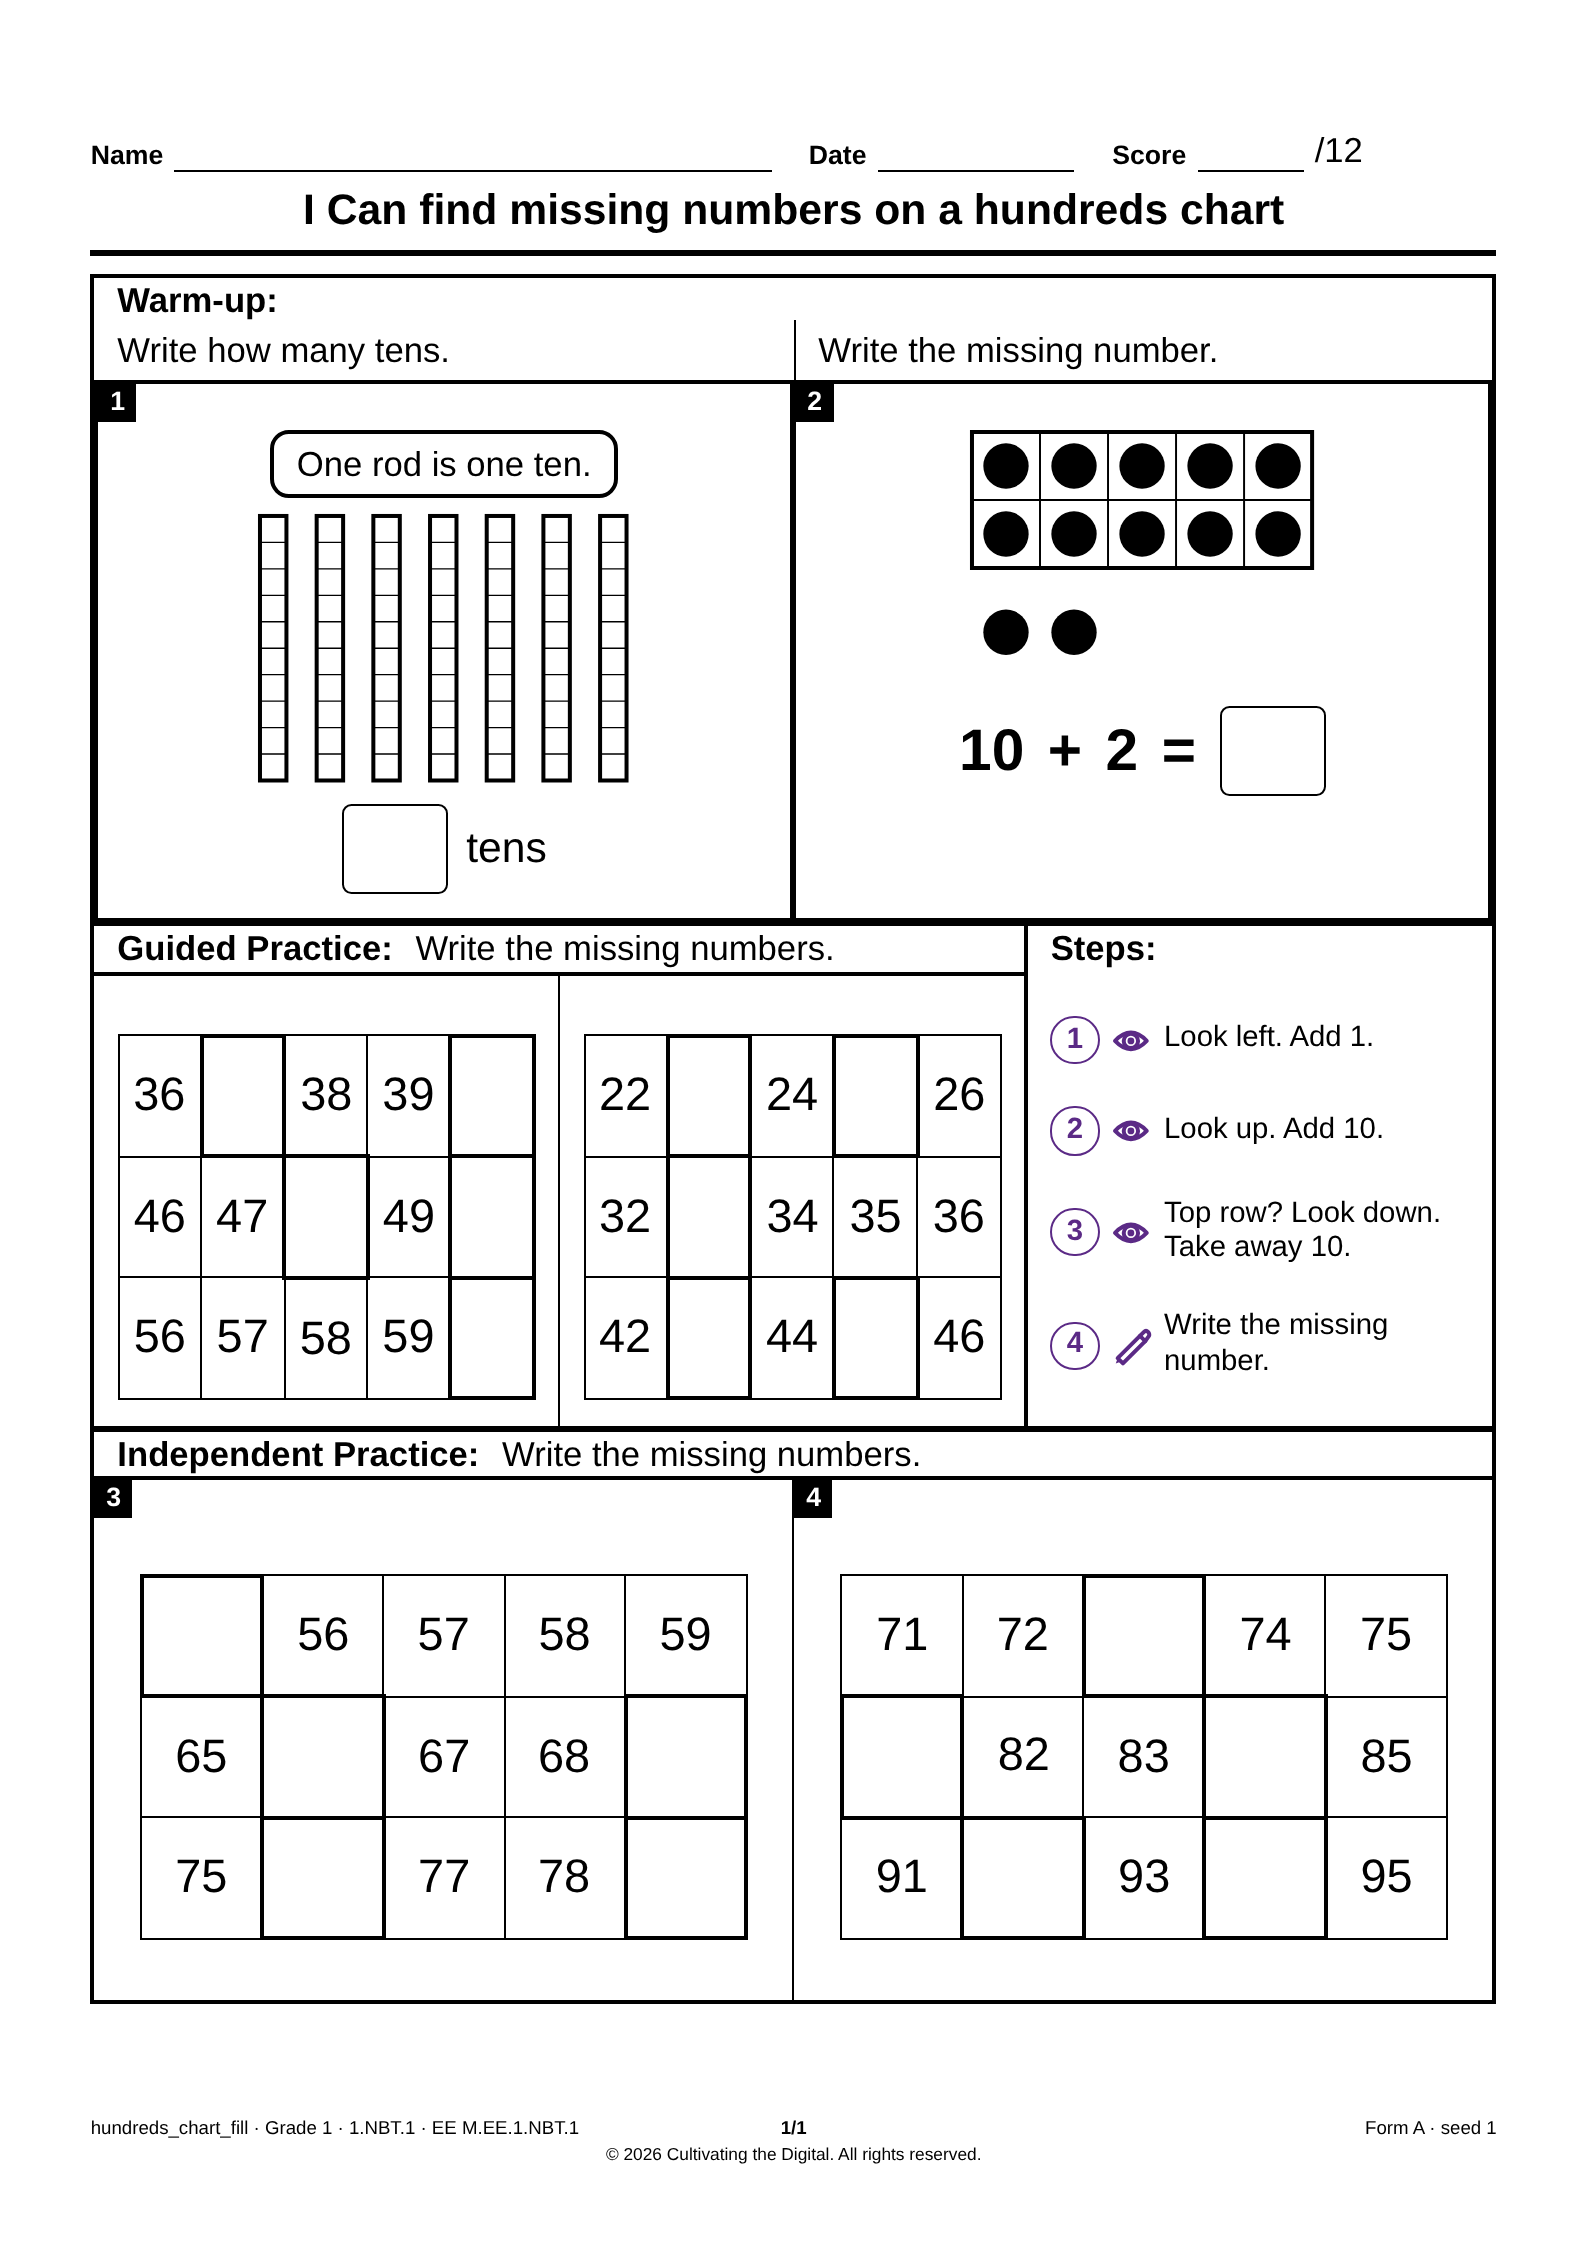 Name Date Score /12
I Can find missing numbers on a hundreds chart
Warm-up:
Write how many tens.
Write the missing number.
1
One rod is one ten.
tens
2
10 + 2 =
Guided Practice: Write the missing numbers.
36 38 39
46 47 49
56 57 58 59
22 24 26
32 34 35 36
42 44 46
Steps:
1 Look left. Add 1.
2 Look up. Add 10.
3 Top row? Look down.
Take away 10.
4 Write the missing
number.
Independent Practice: Write the missing numbers.
3
56 57 58 59
65 67 68
75 77 78
4
71 72 74 75
82 83 85
91 93 95
hundreds_chart_fill · Grade 1 · 1.NBT.1 · EE M.EE.1.NBT.1 1/1 Form A · seed 1
© 2026 Cultivating the Digital. All rights reserved.